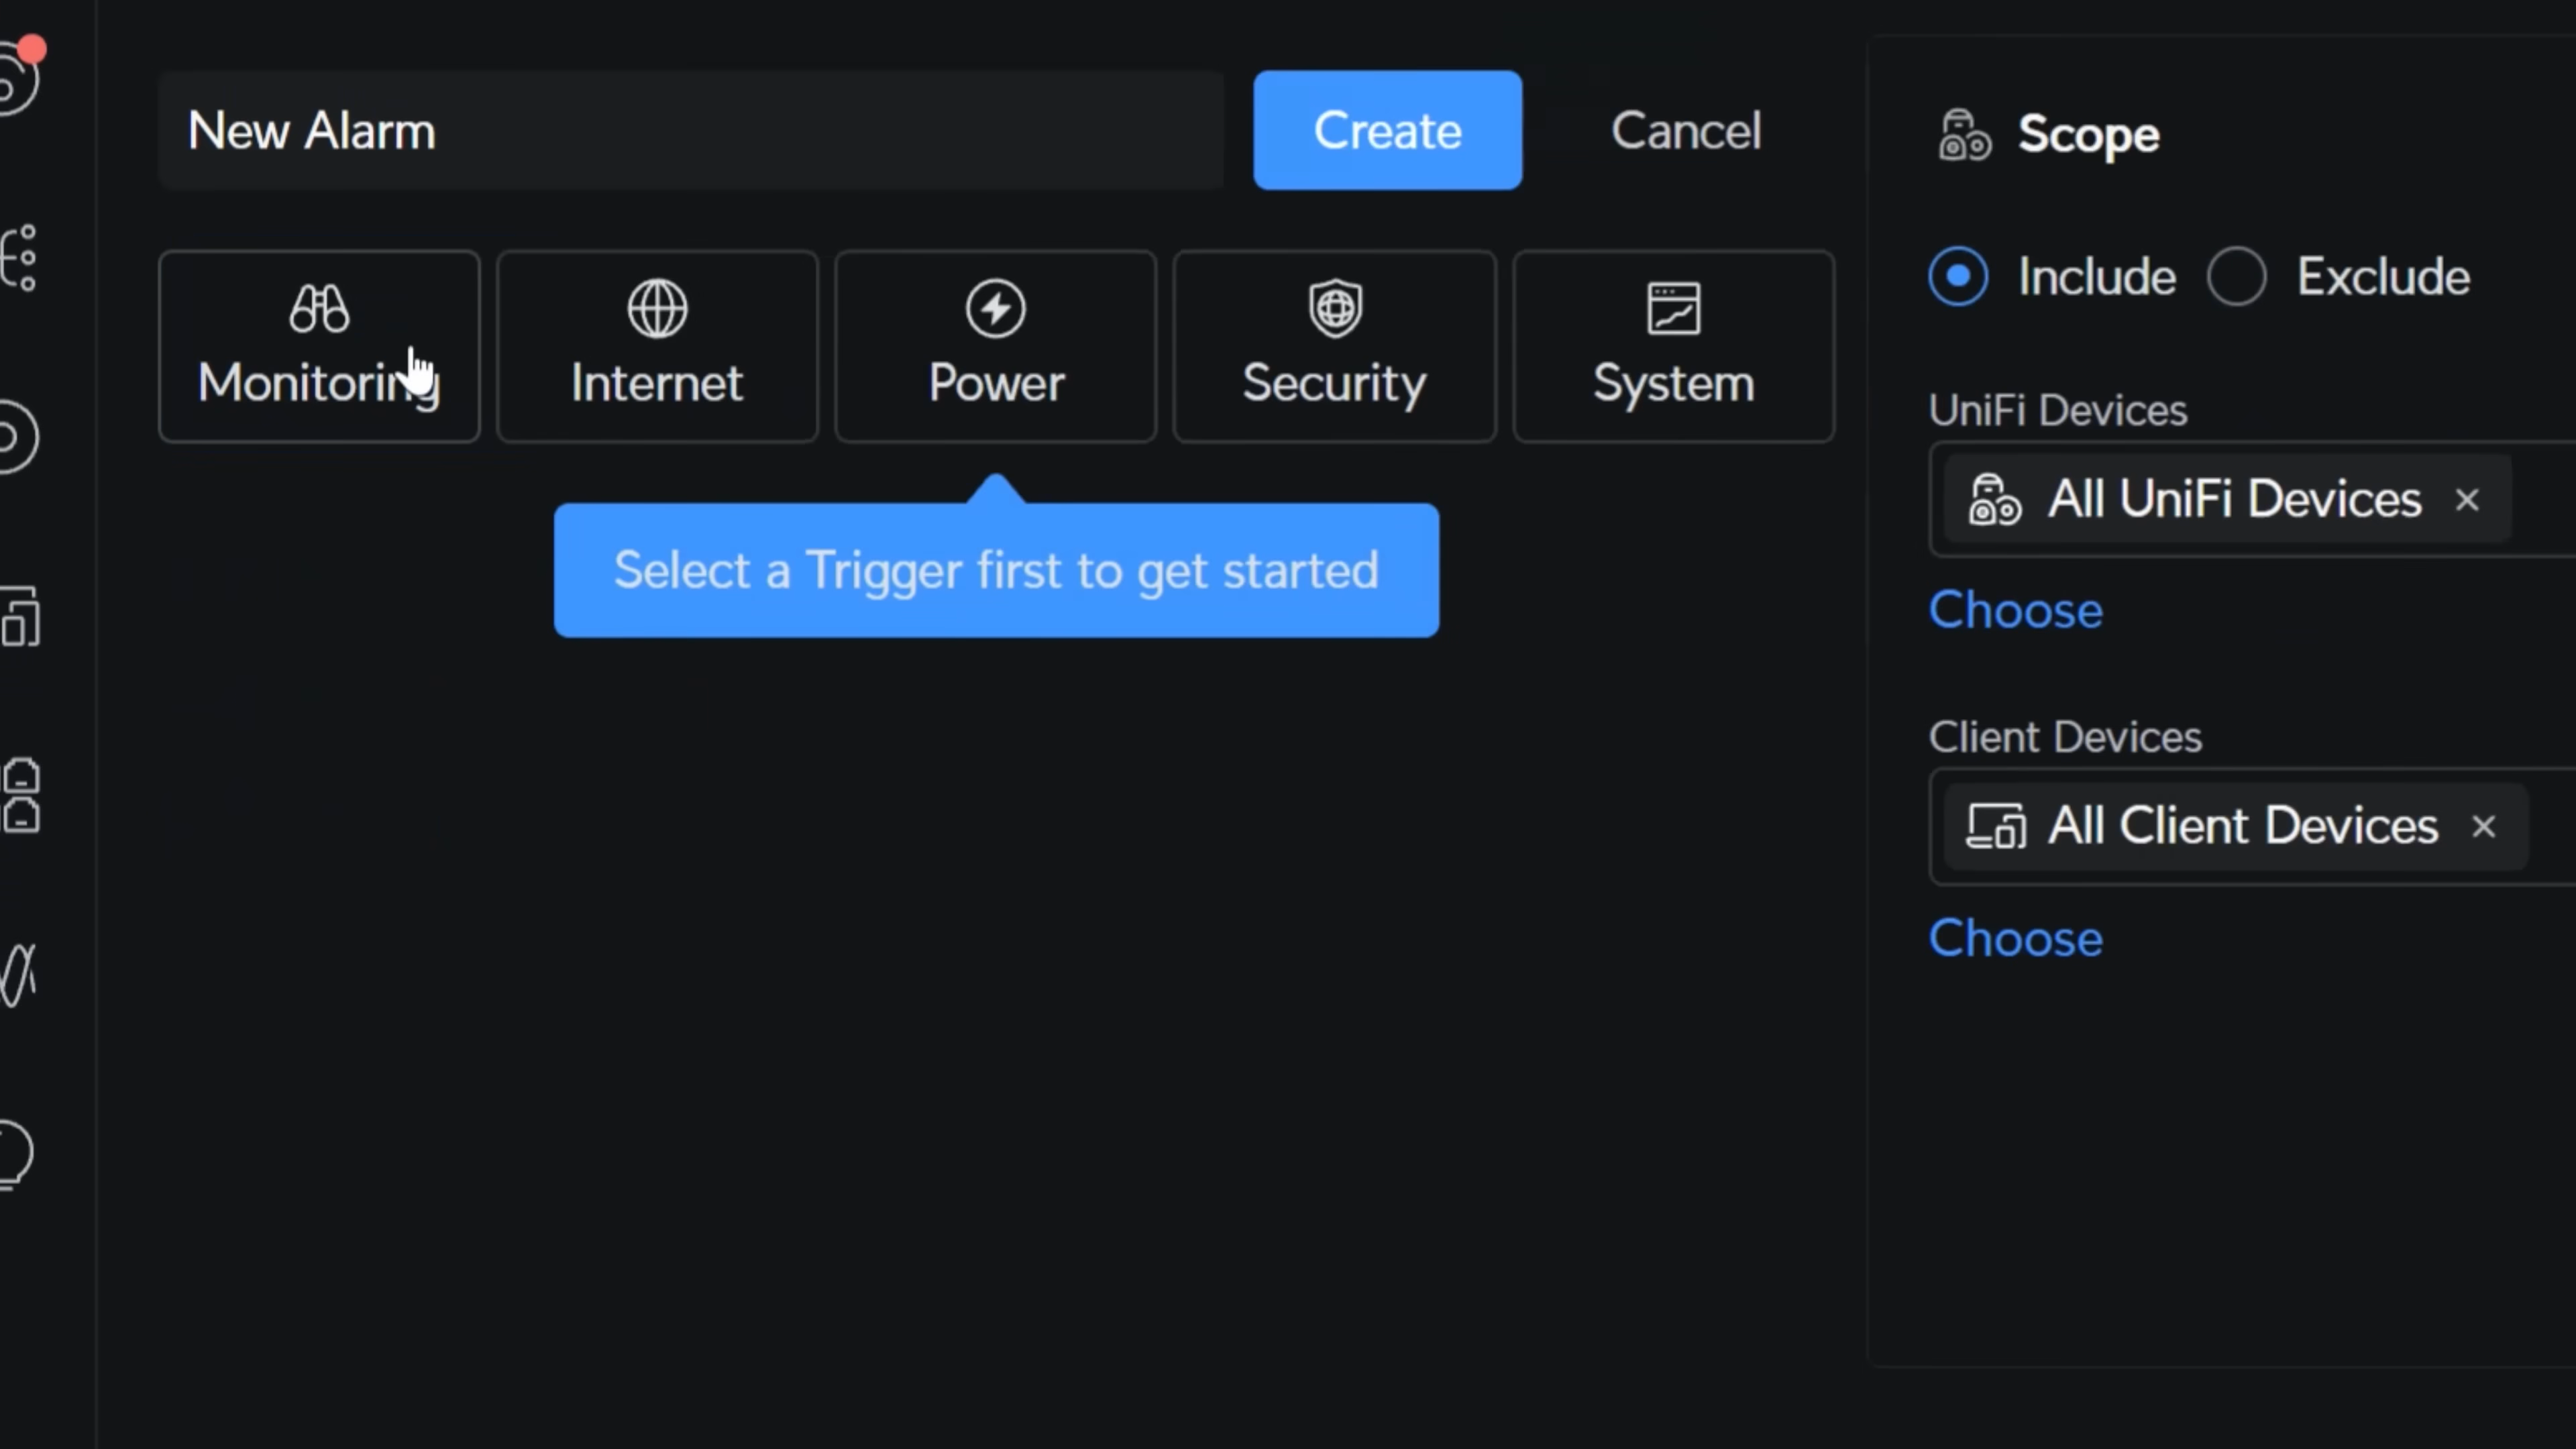 New Alarm
Create
Cancel
Monitoring
Internet
Power
Security
System
Select a Trigger first to get started
Scope
Include
Exclude
UniFi Devices
All UniFi Devices
Choose
Client Devices
All Client Devices
Choose